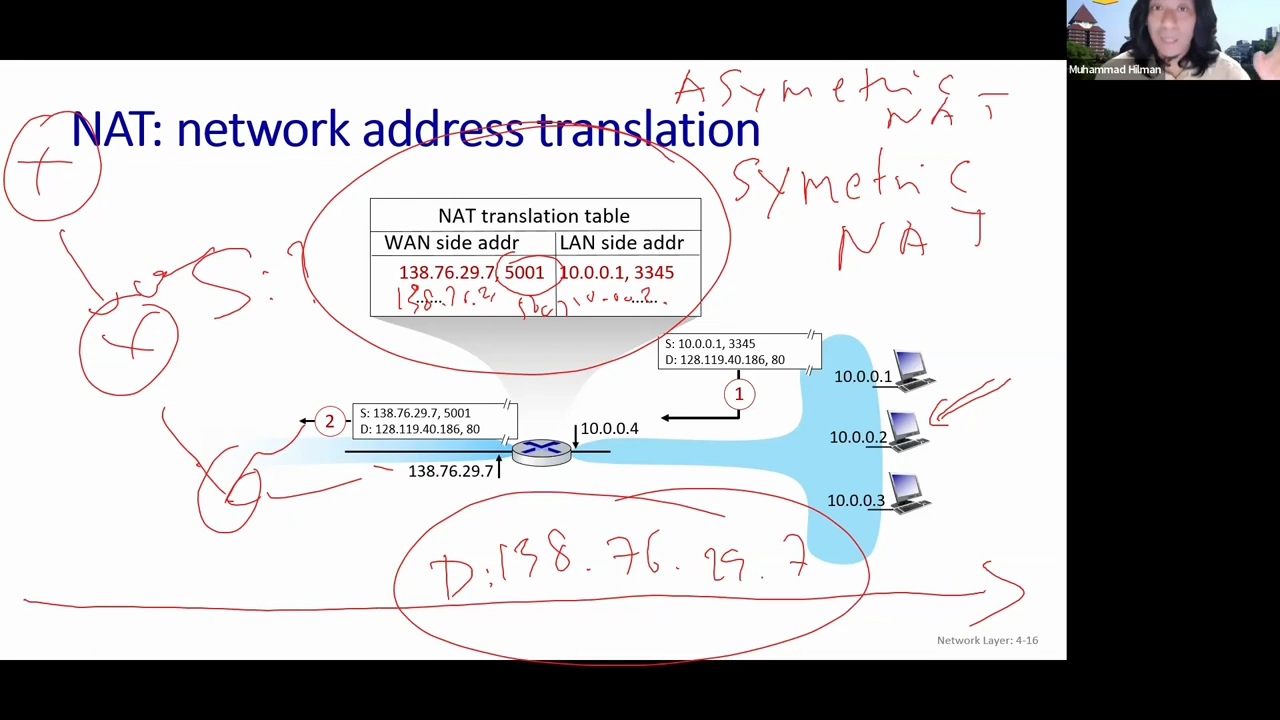 Muhammad Hilman
ASymetric
NAT
NAT: network address translation
SYmetric
NAT
S: ?
NAT translation table
WAN side addr LAN side addr
138.76.29.7, 5001 10.0.0.1, 3345
…… ……
S: 10.0.0.1, 3345
D: 128.119.40.186, 80
1
10.0.0.1
S: 138.76.29.7, 5001
D: 128.119.40.186, 80
2
10.0.0.4
10.0.0.2
138.76.29.7
10.0.0.3
D: 138.76.29.7
Network Layer: 4-16